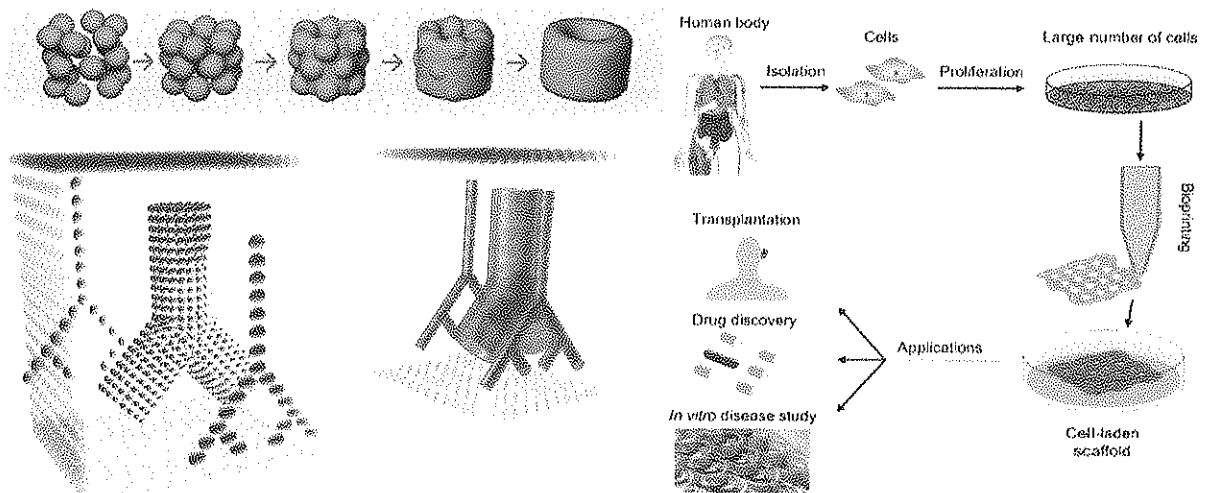 Human body
Cells
Large number of cells
Isolation
Proliferation
Bioprinting
Transplantation
Drug discovery
Applications
In vitro disease study
Cell-laden
scaffold